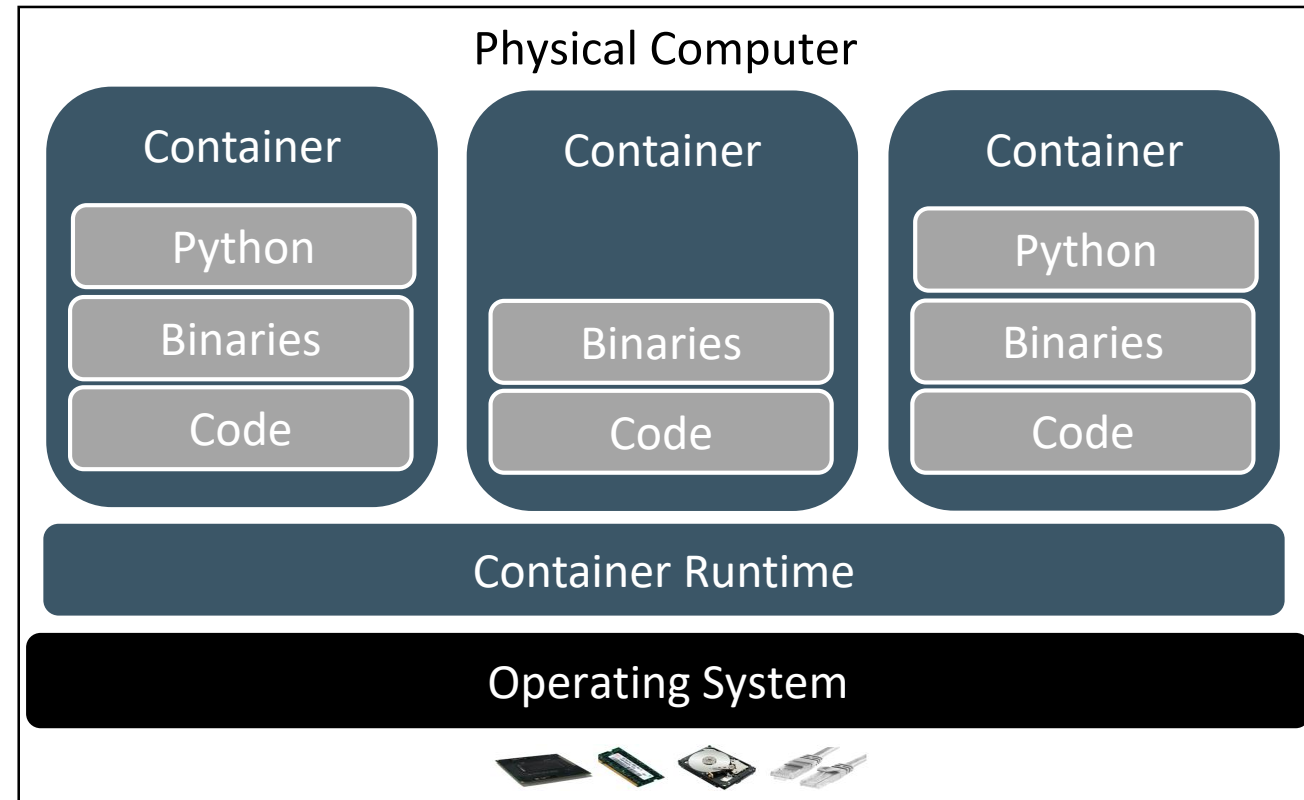 Physical Computer
Container
Python
Binaries
Code
Container
Binaries
Code
Container
Python
Binaries
Code
Container Runtime
Operating System